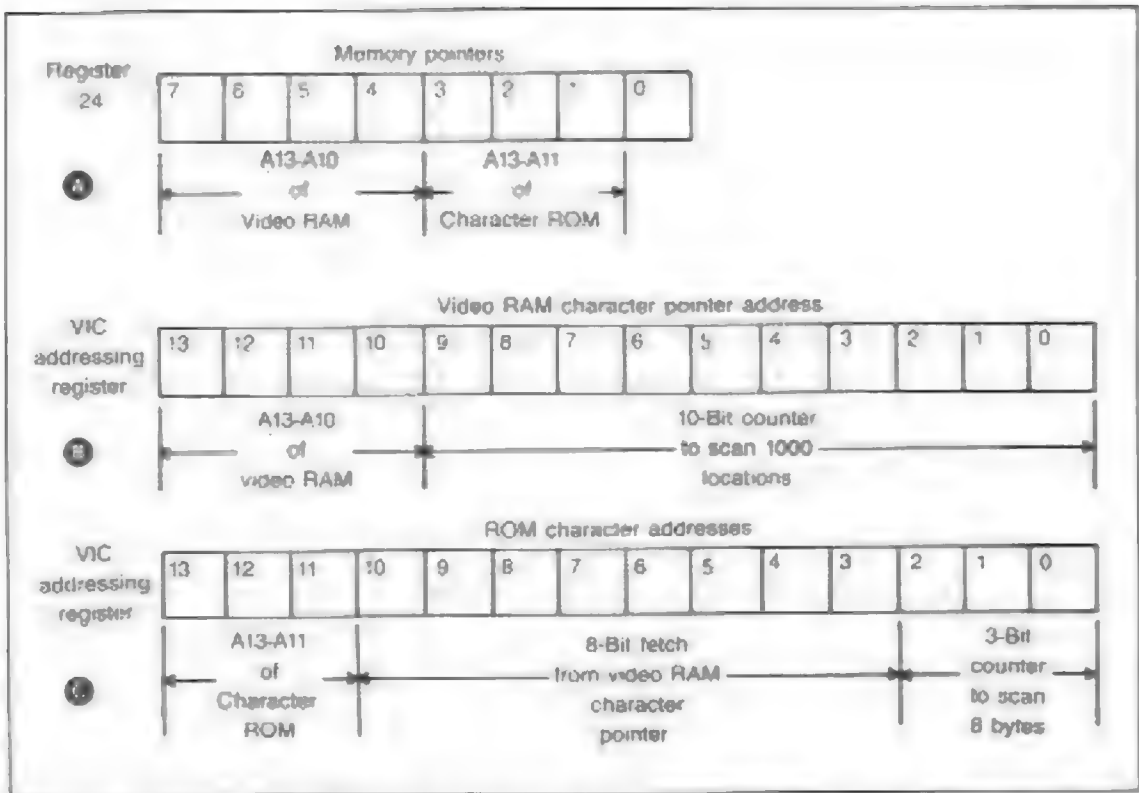 Memory pointers
Register
24
7 6 5 4 3 2 1 0
A
A13-A10
of
Video RAM
A13-A11
of
Character ROM
Video RAM character pointer address
VIC
addressing
register
13 12 11 10 9 8 7 6 5 4 3 2 1 0
B
A13-A10
of
video RAM
10-Bit counter
to scan 1000
locations
ROM character addresses
VIC
addressing
register
13 12 11 10 9 8 7 6 5 4 3 2 1 0
C
A13-A11
of
Character
ROM
8-Bit fetch
from video RAM
character
pointer
3-Bit
counter
to scan
8 bytes